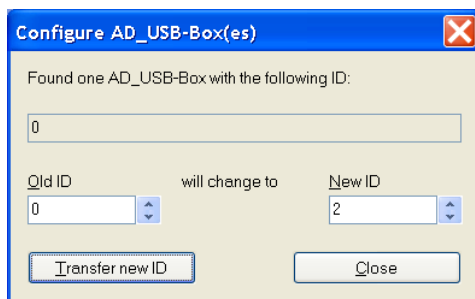 Configure AD_USB-Box(es)
Found one AD_USB-Box with the following ID:
0
Old ID will change to New ID
0 2
Transfer new ID Close